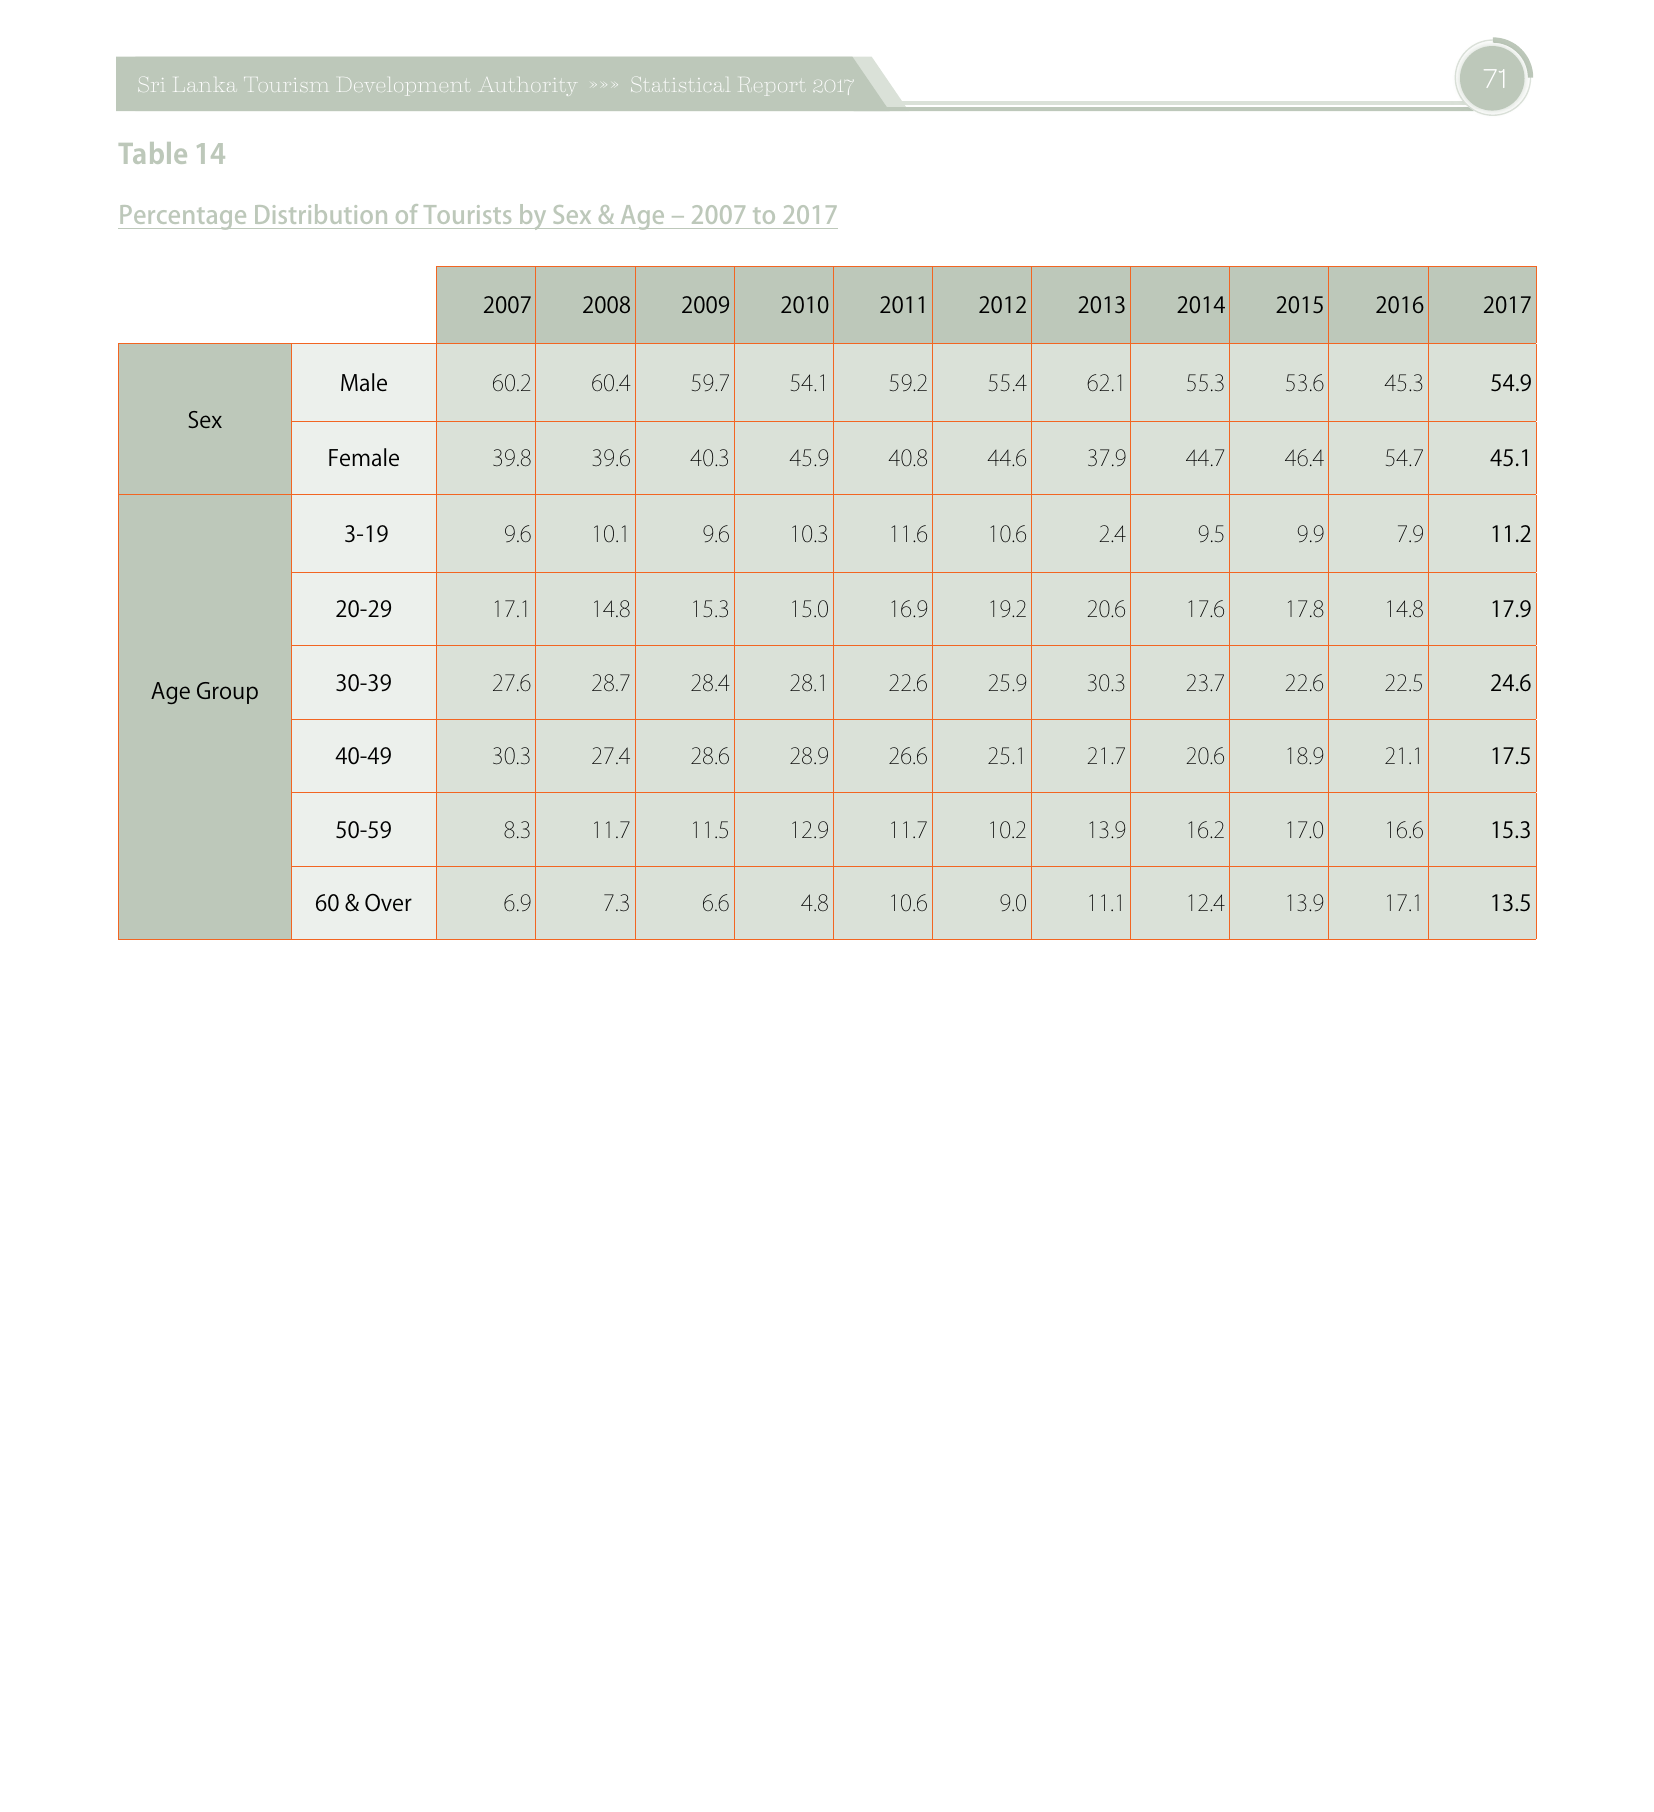 Sri Lanka Tourism Development Authority »» Statistical Report 2017
71
Table 14
Percentage Distribution of Tourists by Sex & Age – 2007 to 2017
2007 2008 2009 2010 2011 2012 2013 2014 2015 2016 2017
Sex
Male 60.2 60.4 59.7 54.1 59.2 55.4 62.1 55.3 53.6 45.3 54.9
Female 39.8 39.6 40.3 45.9 40.8 44.6 37.9 44.7 46.4 54.7 45.1
Age Group
3-19 9.6 10.1 9.6 10.3 11.6 10.6 2.4 9.5 9.9 7.9 11.2
20-29 17.1 14.8 15.3 15.0 16.9 19.2 20.6 17.6 17.8 14.8 17.9
30-39 27.6 28.7 28.4 28.1 22.6 25.9 30.3 23.7 22.6 22.5 24.6
40-49 30.3 27.4 28.6 28.9 26.6 25.1 21.7 20.6 18.9 21.1 17.5
50-59 8.3 11.7 11.5 12.9 11.7 10.2 13.9 16.2 17.0 16.6 15.3
60 & Over 6.9 7.3 6.6 4.8 10.6 9.0 11.1 12.4 13.9 17.1 13.5